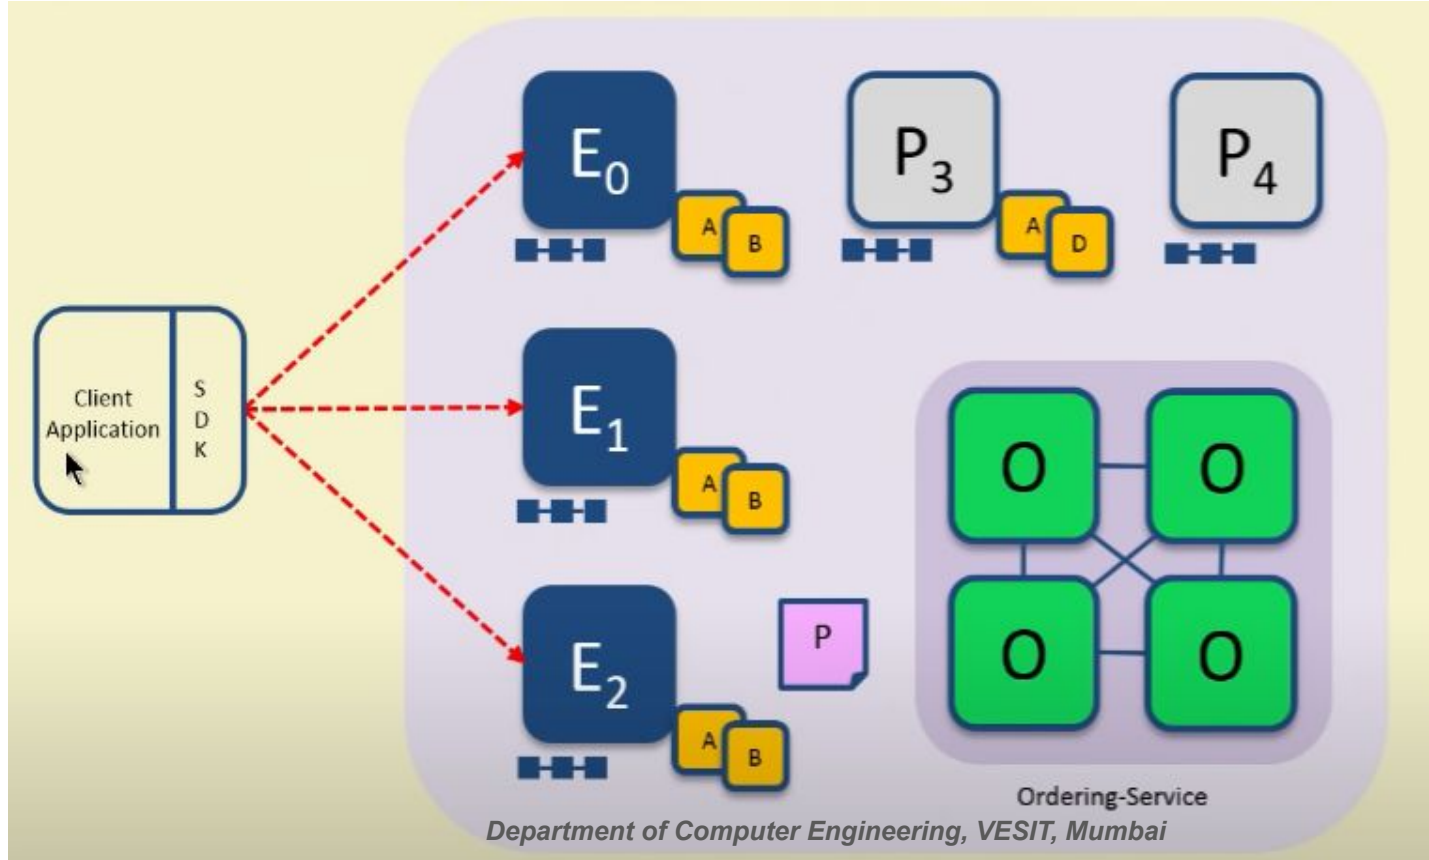 E0
A
B
P3
A
D
P4
Client
Application
S
D
K
E1
A
B
E2
A
B
P
O
O
O
O
Ordering-Service
Department of Computer Engineering, VESIT, Mumbai